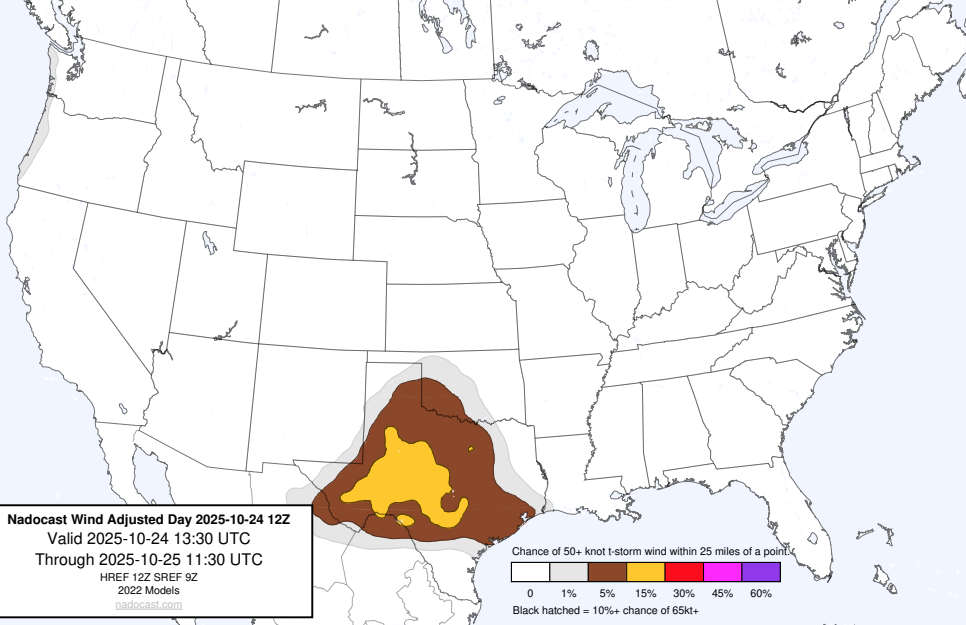 Nadocast Wind Adjusted Day 2025-10-24 12Z
Valid 2025-10-24 13:30 UTC
Through 2025-10-25 11:30 UTC
HREF 12Z SREF 9Z
2022 Models
nadocast.com
Chance of 50+ knot t-storm wind within 25 miles of a point.
0 1% 5% 15% 30% 45% 60%
Black hatched = 10%+ chance of 65kt+